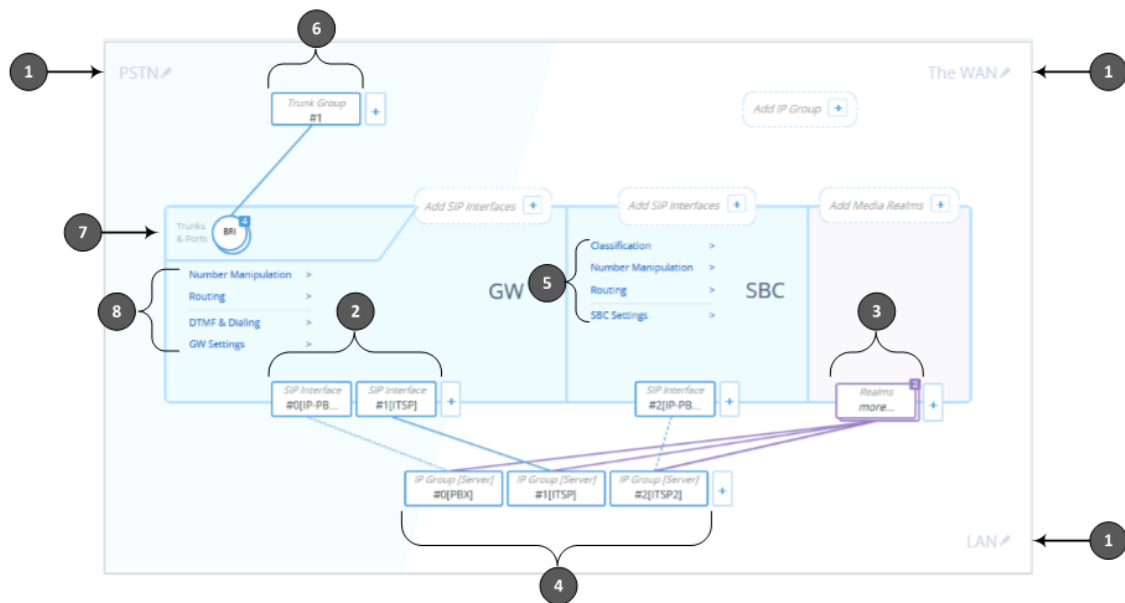 6
1
PSTN
The WAN
1
Trunk Group
#1
+
Add IP Group +
Add SIP Interfaces +
Add SIP Interfaces +
Add Media Realms +
7
Trunks
& Ports
BRI
4
Classification >
Number Manipulation >
Routing >
SBC Settings >
5
SBC
GW
Number Manipulation >
Routing >
DTMF & Dialing >
GW Settings >
8
2
3
SIP Interface
#0[IP-PB...
SIP Interface
#1[ITSP]
+
SIP Interface
#2[IP-PB...
+
2
Realms
more...
+
IP Group [Server]
#0[PBX]
IP Group [Server]
#1[ITSP]
IP Group [Server]
#2[ITSP2]
+
LAN
1
4